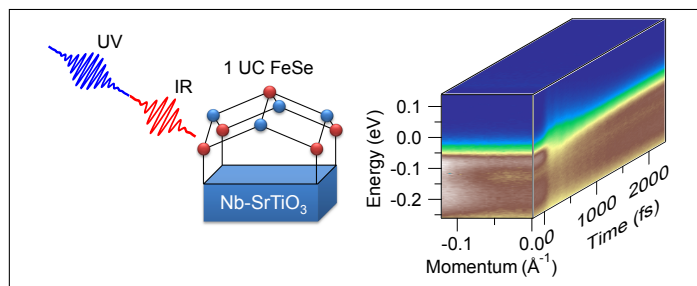 UV
IR
1 UC FeSe
Nb-SrTiO₃
Energy (eV)
0.1
0.0
-0.1
-0.2
-0.1
0.0
Momentum (Å⁻¹)
0
1000
2000
Time (fs)